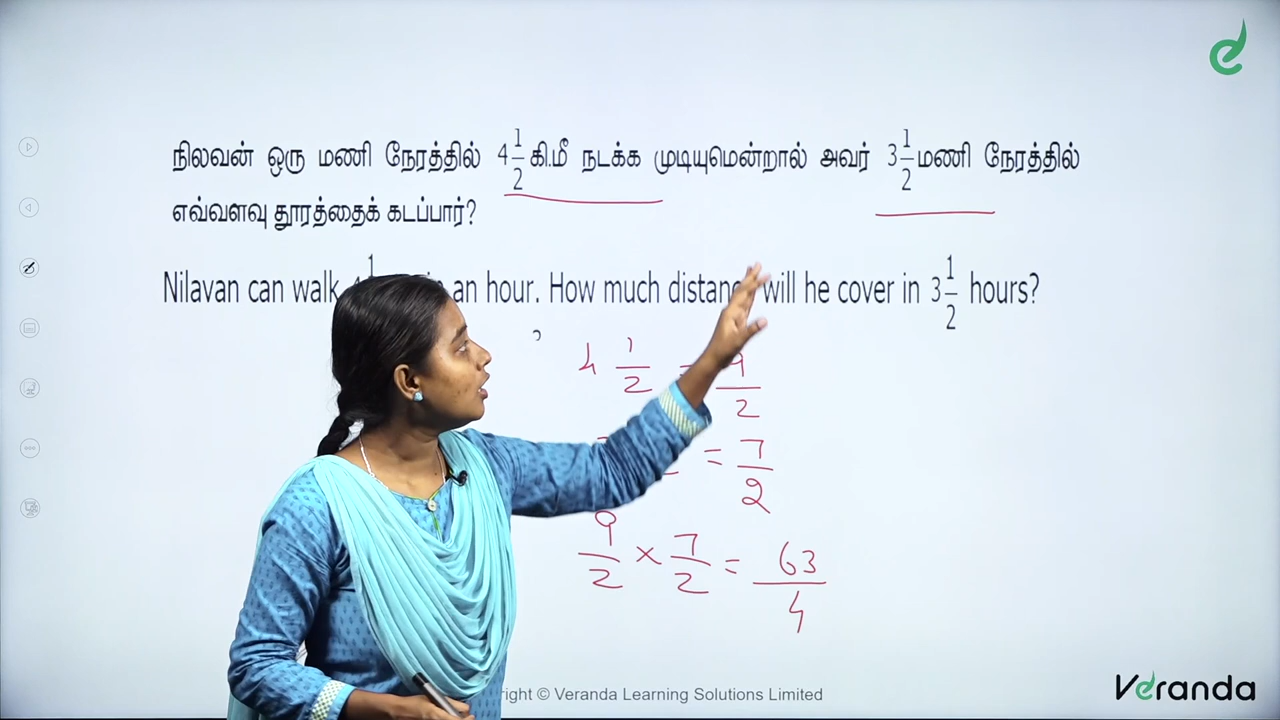 நிலவன் ஒரு மணி நேரத்தில் 4 1/2 கி.மீ நடக்க முடியுமென்றால் அவர் 3 1/2 மணி நேரத்தில்
எவ்வளவு தூரத்தைக் கடப்பார்?
Nilavan can walk an hour. How much distance will he cover in 3 1/2 hours?
4 1/2 = 9/2
= 7/2
9/2 × 7/2 = 63/4
© Veranda Learning Solutions Limited
Veranda